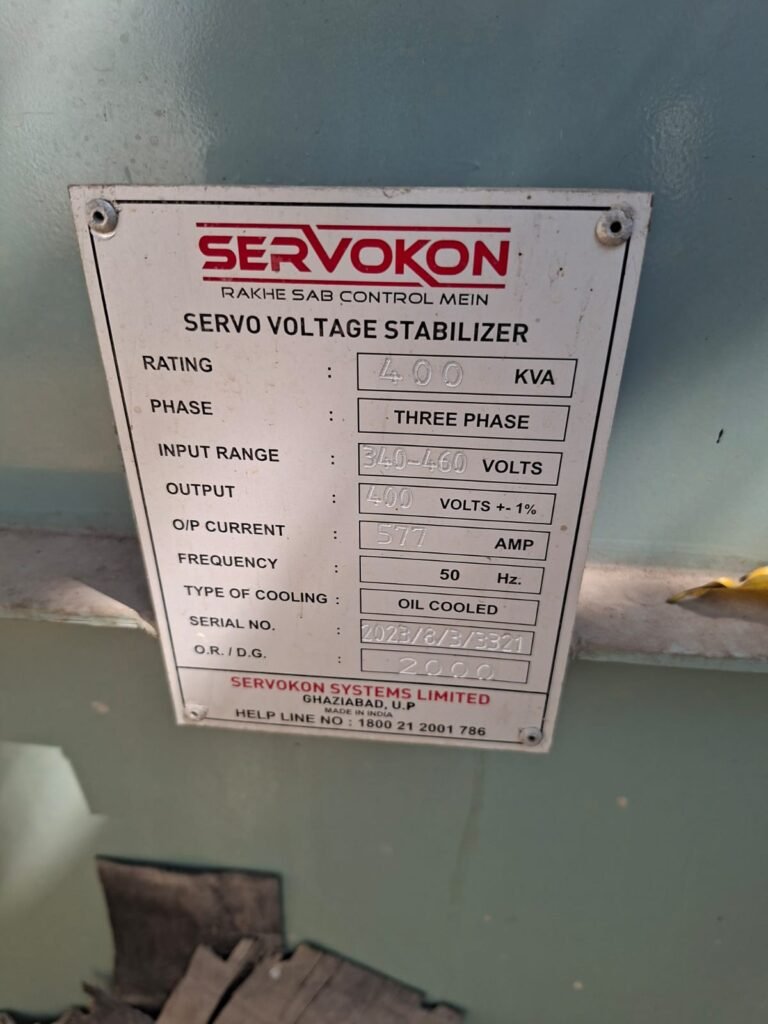 SERVOKON
RAKHE SAB CONTROL MEIN
SERVO VOLTAGE STABILIZER
RATING : 400 KVA
PHASE : THREE PHASE
INPUT RANGE : 340-460 VOLTS
OUTPUT : 400 VOLTS +- 1%
O/P CURRENT : 577 AMP
FREQUENCY : 50 Hz.
TYPE OF COOLING : OIL COOLED
SERIAL NO. : 2023/8/3/3321
O.R. / D.G. : 2000
SERVOKON SYSTEMS LIMITED
GHAZIABAD, U.P
MADE IN INDIA
HELP LINE NO : 1800 21 2001 786